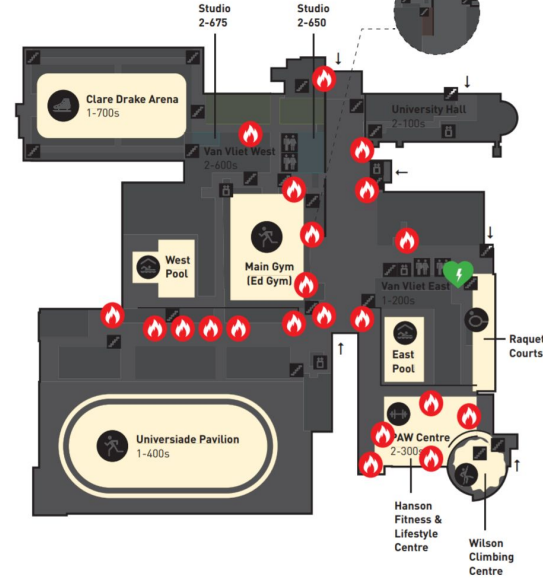 Studio
2-675
Studio
2-650
Clare Drake Arena
1-700s
University Hall
2-100s
Van Vliet West
2-600s
West
Pool
Main Gym
(Ed Gym)
Van Vliet East
1-200s
Raquet
Courts
East
Pool
Universiade Pavilion
1-400s
PAW Centre
2-300s
Hanson
Fitness &
Lifestyle
Centre
Wilson
Climbing
Centre